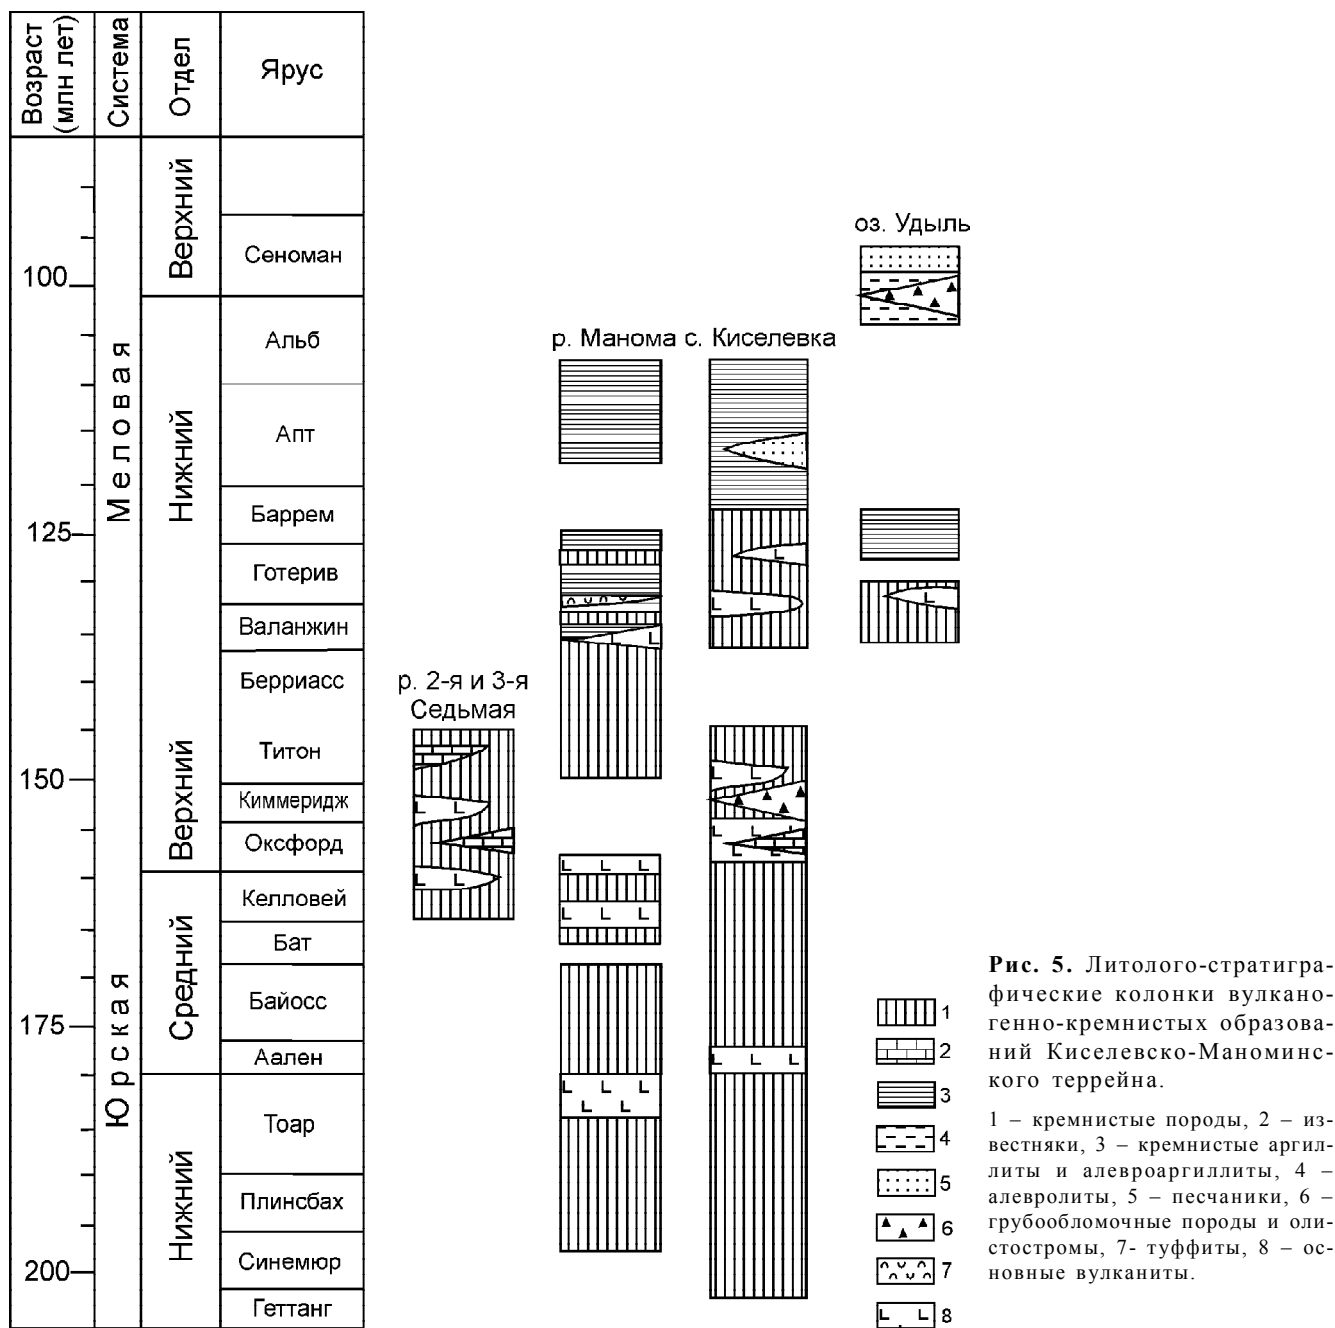 Возраст
(млн лет)
Система
Отдел
Ярус
100
125
150
175
200
Меловая
Юрская
Верхний
Нижний
Верхний
Средний
Нижний
Сеноман
Альб
Апт
Баррем
Готерив
Валанжин
Берриасс
Титон
Киммеридж
Оксфорд
Келловей
Бат
Байосс
Аален
Тоар
Плинсбах
Синемюр
Геттанг
р. 2-я и 3-я
Седьмая
р. Манома
с. Киселевка
оз. Удыль
1
2
3
4
5
6
7
8
Рис. 5. Литолого-стратигра-
фические колонки вулкано-
генно-кремнистых образова-
ний Киселевско-Маноминс-
кого террейна.
1 – кремнистые породы, 2 – из-
вестняки, 3 – кремнистые аргил-
литы и алевроаргиллиты, 4 –
алевролиты, 5 – песчаники, 6 –
грубообломочные породы и оли-
стостромы, 7- туффиты, 8 – ос-
новные вулканиты.